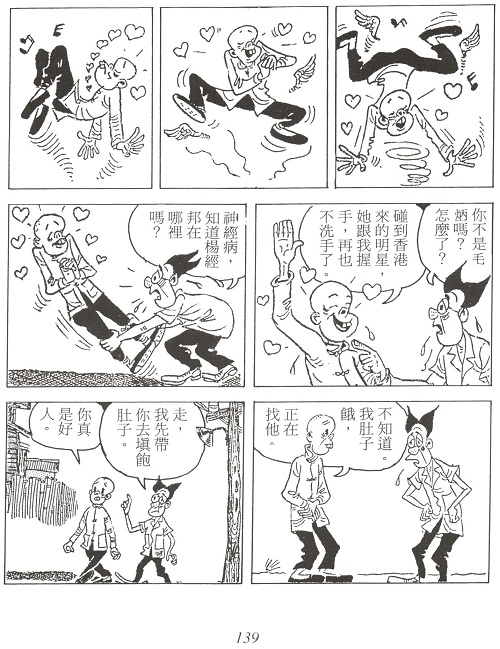 你不是毛
炳嗎？
怎麼了？
碰到香港
來的明星，
她跟我握
手，再也
不洗手了。
神經病，
知道楊經
邦在
哪裡
嗎？
不知道。
我肚子
餓，
正在
找他。
走，
我先帶
你去填飽
肚子。
你真
是好
人。
139